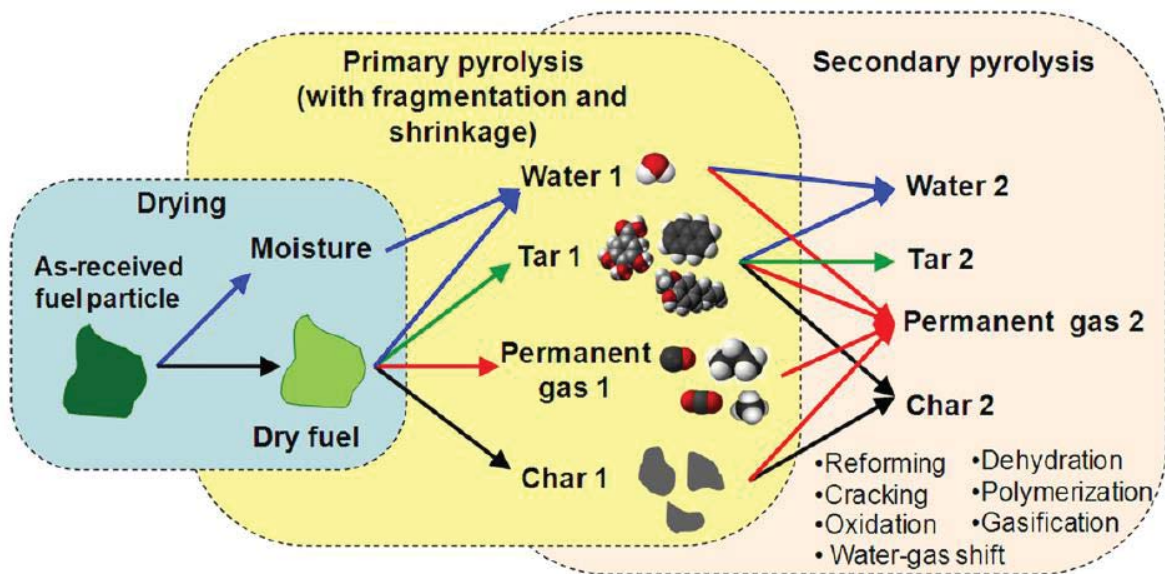 Primary pyrolysis
(with fragmentation and
shrinkage)
Secondary pyrolysis
Drying
As-received
fuel particle
Moisture
Dry fuel
Water 1
Tar 1
Permanent
gas 1
Char 1
Water 2
Tar 2
Permanent gas 2
Char 2
•Reforming
•Cracking
•Oxidation
• Water-gas shift
•Dehydration
•Polymerization
•Gasification